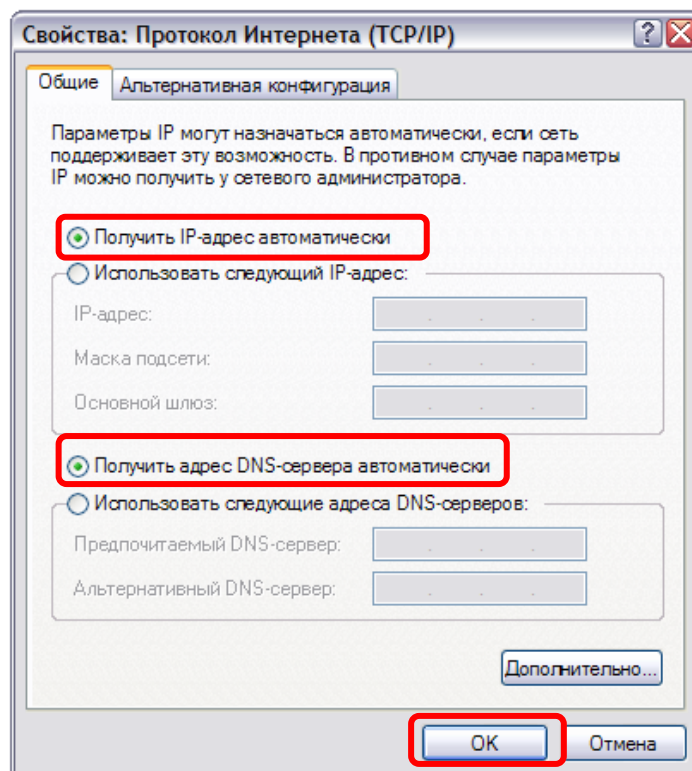 Свойства: Протокол Интернета (TCP/IP)
Общие
Альтернативная конфигурация
Параметры IP могут назначаться автоматически, если сеть
поддерживает эту возможность. В противном случае параметры
IP можно получить у сетевого администратора.
Получить IP-адрес автоматически
Использовать следующий IP-адрес:
IP-адрес:
Маска подсети:
Основной шлюз:
Получить адрес DNS-сервера автоматически
Использовать следующие адреса DNS-серверов:
Предпочитаемый DNS-сервер:
Альтернативный DNS-сервер:
Дополнительно...
OK
Отмена